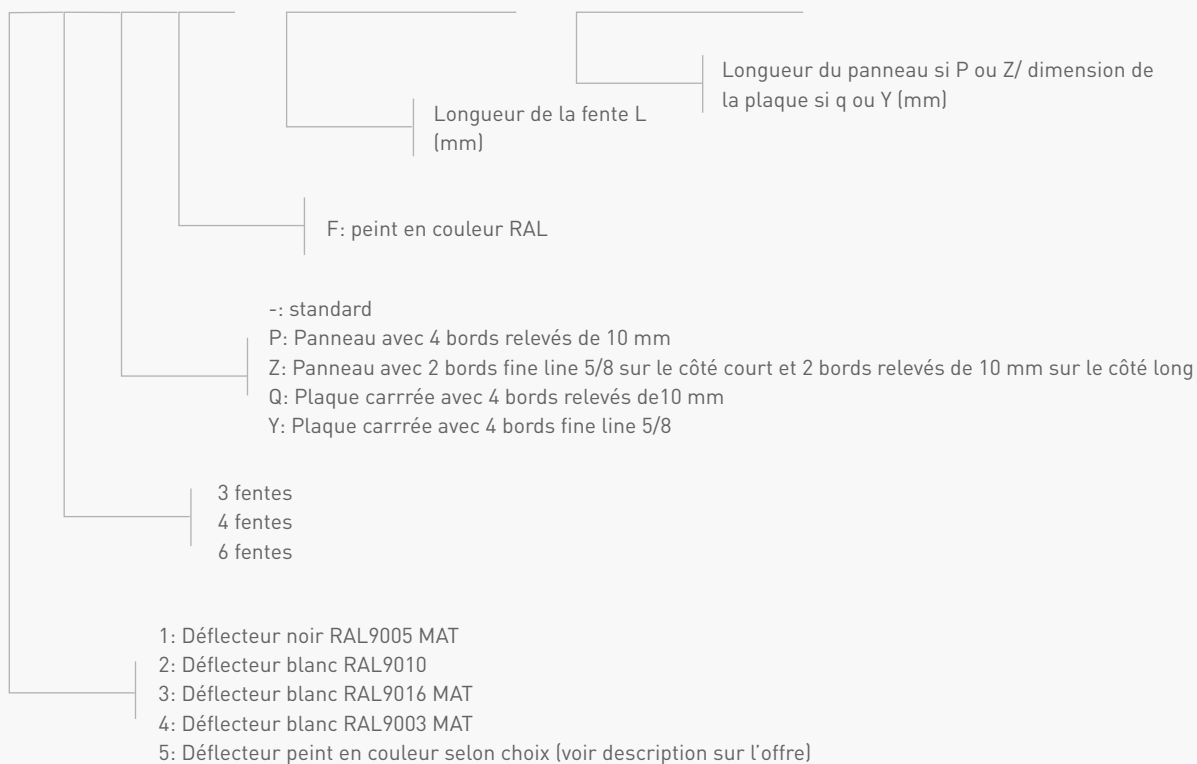 Longueur du panneau si P ou Z/ dimension de
la plaque si q ou Y (mm)
Longueur de la fente L
(mm)
F: peint en couleur RAL
-: standard
P: Panneau avec 4 bords relevés de 10 mm
Z: Panneau avec 2 bords fine line 5/8 sur le côté court et 2 bords relevés de 10 mm sur le côté long
Q: Plaque carrrée avec 4 bords relevés de10 mm
Y: Plaque carrrée avec 4 bords fine line 5/8
3 fentes
4 fentes
6 fentes
1: Déflecteur noir RAL9005 MAT
2: Déflecteur blanc RAL9010
3: Déflecteur blanc RAL9016 MAT
4: Déflecteur blanc RAL9003 MAT
5: Déflecteur peint en couleur selon choix (voir description sur l'offre)